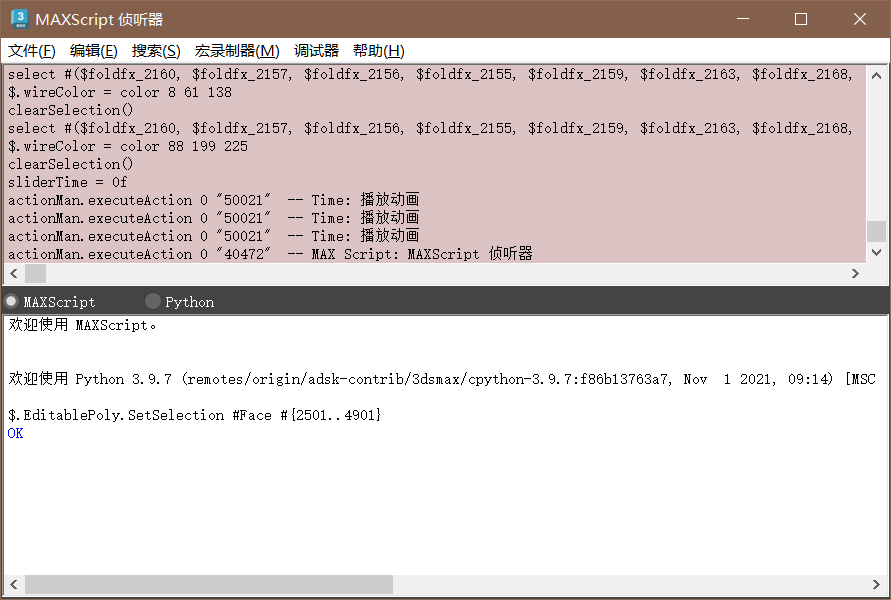 3
MAX
MAXScript 侦听器
文件(F) 编辑(E) 搜索(S) 宏录制器(M) 调试器 帮助(H)
select #($foldfx_2160, $foldfx_2157, $foldfx_2156, $foldfx_2155, $foldfx_2159, $foldfx_2163, $foldfx_2168,
$.wireColor = color 8 61 138
clearSelection()
select #($foldfx_2160, $foldfx_2157, $foldfx_2156, $foldfx_2155, $foldfx_2159, $foldfx_2163, $foldfx_2168,
$.wireColor = color 88 199 225
clearSelection()
sliderTime = 0f
actionMan.executeAction 0 "50021"  -- Time: 播放动画
actionMan.executeAction 0 "50021"  -- Time: 播放动画
actionMan.executeAction 0 "50021"  -- Time: 播放动画
actionMan.executeAction 0 "40472"  -- MAX Script: MAXScript 侦听器
MAXScript Python
欢迎使用 MAXScript。
欢迎使用 Python 3.9.7 (remotes/origin/adsk-contrib/3dsmax/cpython-3.9.7:f86b13763a7, Nov  1 2021, 09:14) [MSC
$.EditablePoly.SetSelection #Face #{2501..4901}
OK